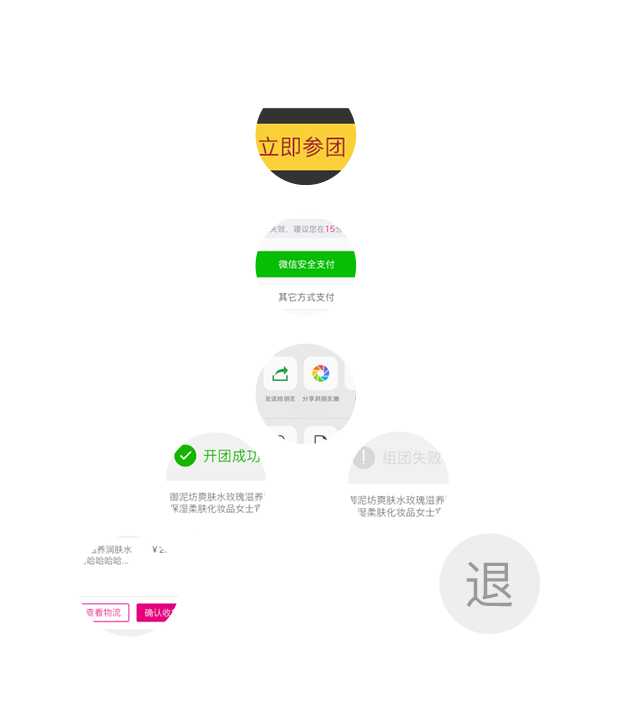 立即参团
失效，建议您在15分
微信安全支付
其它方式支付
发送给朋友 分享到朋友圈
开团成功
御泥坊爽肤水玫瑰滋养
保湿柔肤化妆品女士
组团失败
御泥坊爽肤水玫瑰滋养
湿柔肤化妆品女士
滋养润肤水 ¥2
哈哈哈哈...
查看物流 确认收
退